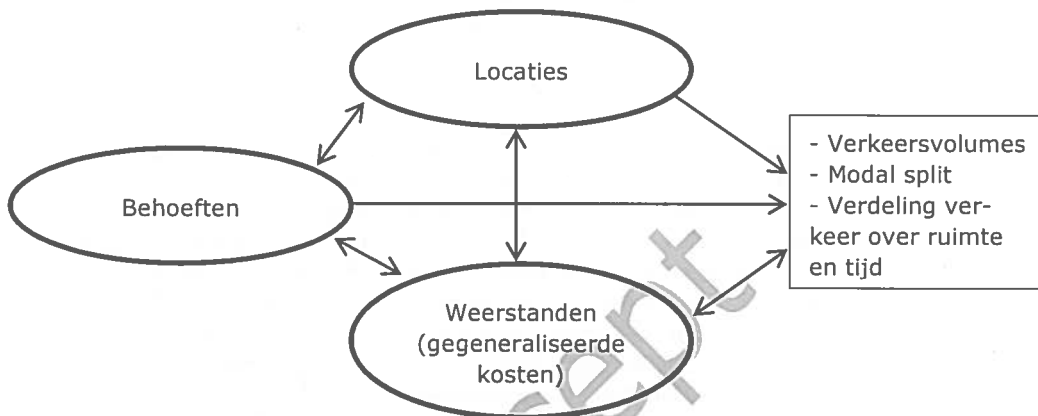 Locaties
Behoeften
Weerstanden
(gegeneraliseerde
kosten)
- Verkeersvolumes
- Modal split
- Verdeling ver-
keer over ruimte
en tijd